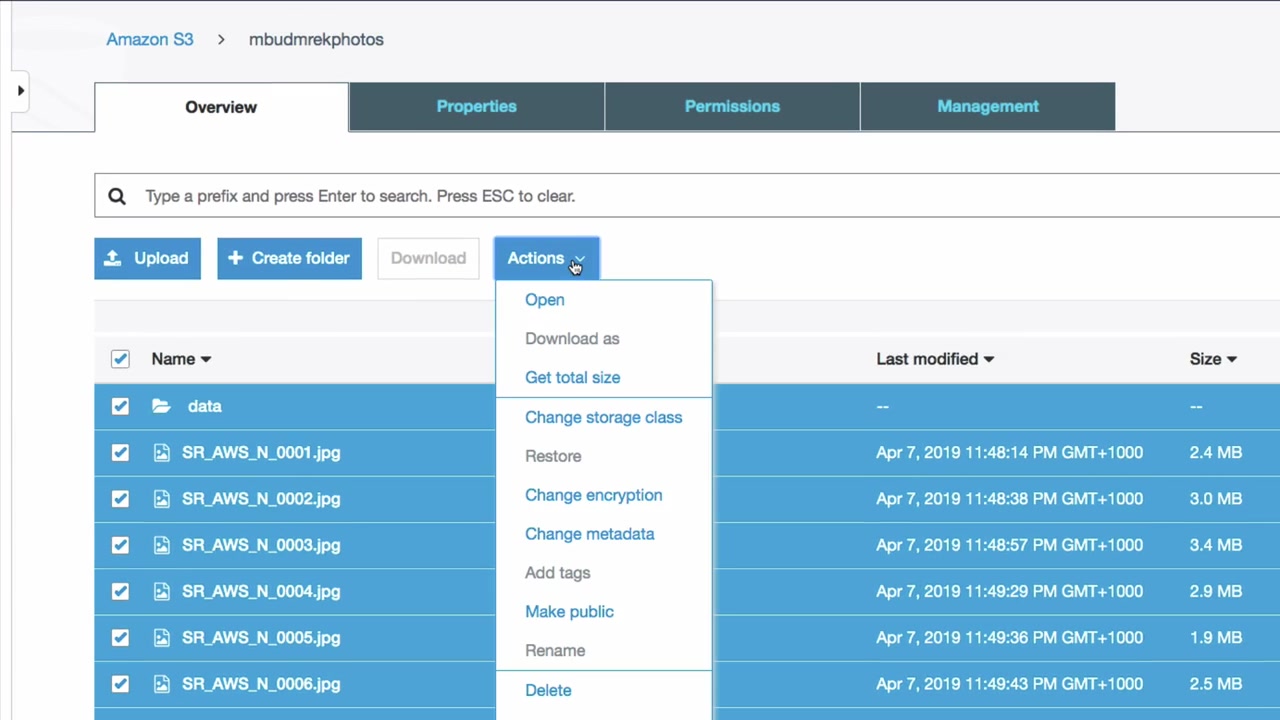 Amazon S3 > mbudmrekphotos
Overview Properties Permissions Management
Type a prefix and press Enter to search. Press ESC to clear.
Upload + Create folder Download Actions
Open
Download as
Get total size
Change storage class
Restore
Change encryption
Change metadata
Add tags
Make public
Rename
Delete
Name Last modified Size
data -- --
SR_AWS_N_0001.jpg Apr 7, 2019 11:48:14 PM GMT+1000 2.4 MB
SR_AWS_N_0002.jpg Apr 7, 2019 11:48:38 PM GMT+1000 3.0 MB
SR_AWS_N_0003.jpg Apr 7, 2019 11:48:57 PM GMT+1000 3.4 MB
SR_AWS_N_0004.jpg Apr 7, 2019 11:49:29 PM GMT+1000 2.9 MB
SR_AWS_N_0005.jpg Apr 7, 2019 11:49:36 PM GMT+1000 1.9 MB
SR_AWS_N_0006.jpg Apr 7, 2019 11:49:43 PM GMT+1000 2.5 MB